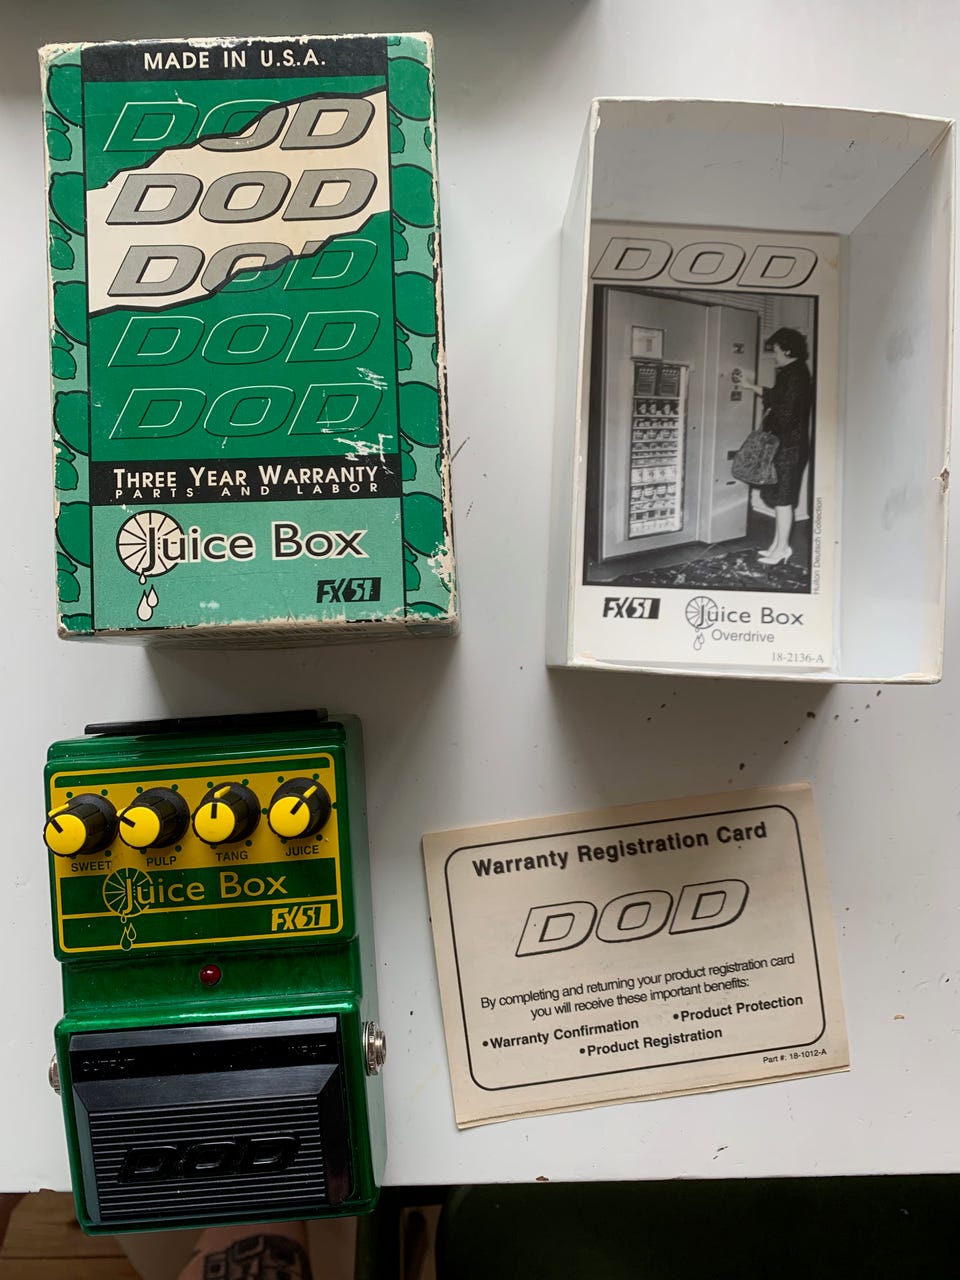 MADE IN U.S.A.
DOD
DOD
DOD
DOD
DOD
THREE YEAR WARRANTY
PARTS AND LABOR
Juice Box
FX51
DOD
Hulton Deutsch Collection
FX51
Juice Box
Overdrive
18-2136-A
SWEET PULP TANG JUICE
Juice Box
FX51
OUTPUT INPUT
DOD
Warranty Registration Card
DOD
By completing and returning your product registration card
you will receive these important benefits:
•Warranty Confirmation •Product Protection
•Product Registration
Part #: 18-1012-A